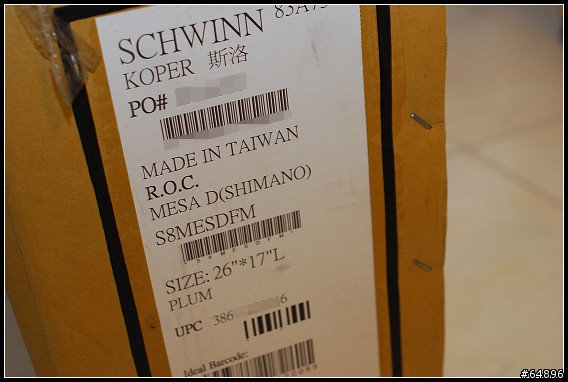 SCHWINN 83A75
KOPER 斯洛
PO#
MADE IN TAIWAN
R.O.C.
MESA D(SHIMANO)
S8MESDFM
S8MESDFM
SIZE: 26"*17"L
PLUM
UPC 386 6
Ideal Barcode:
#64896